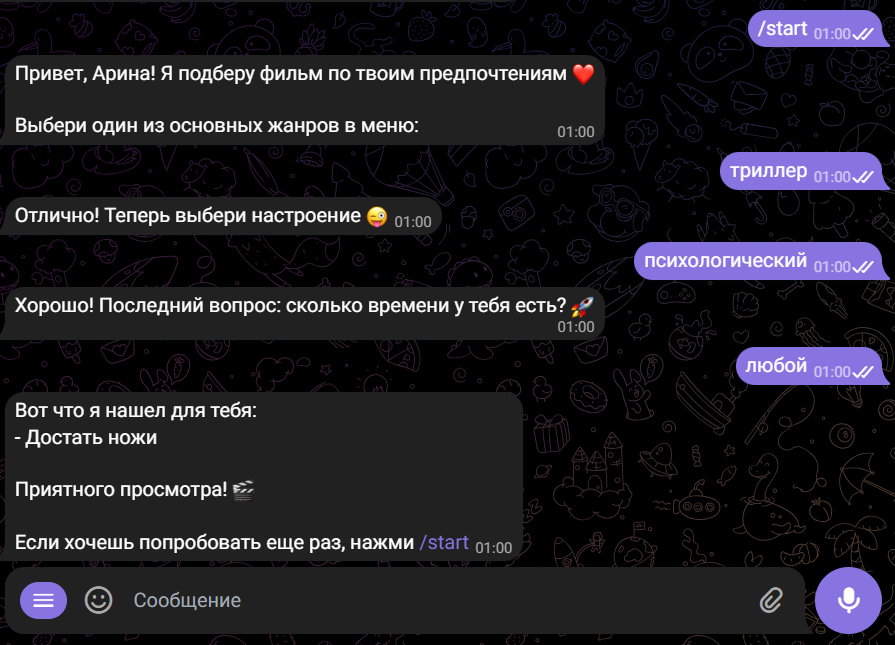 /start 01:00
Привет, Арина! Я подберу фильм по твоим предпочтениям ❤️
Выбери один из основных жанров в меню:
01:00
триллер 01:00
Отлично! Теперь выбери настроение 😜 01:00
психологический 01:00
Хорошо! Последний вопрос: сколько времени у тебя есть? 🚀
01:00
любой 01:00
Вот что я нашел для тебя:
- Достать ножи
Приятного просмотра! 🎬
Если хочешь попробовать еще раз, нажми /start 01:00
Сообщение